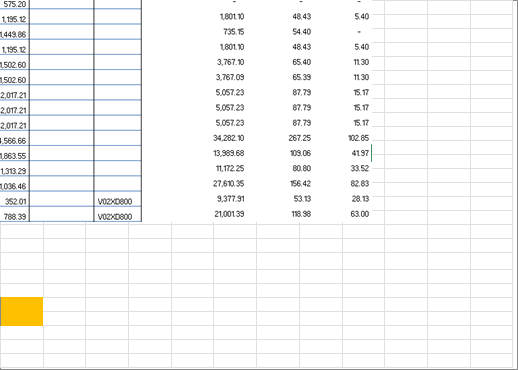 575.20 - - -
1,195.12 1,801.10 48.43 5.40
1,449.86 735.15 54.40 -
1,195.12 1,801.10 48.43 5.40
1,502.60 3,767.10 65.40 11.30
1,502.60 3,767.09 65.39 11.30
2,017.21 5,057.23 87.79 15.17
2,017.21 5,057.23 87.79 15.17
2,017.21 5,057.23 87.79 15.17
4,566.66 34,282.10 267.25 102.85
1,863.55 13,989.68 109.06 41.97
1,313.29 11,172.25 80.80 33.52
1,036.46 27,610.35 156.42 82.83
352.01 V02XD800 9,377.91 53.13 28.13
788.39 V02XD800 21,001.39 118.98 63.00